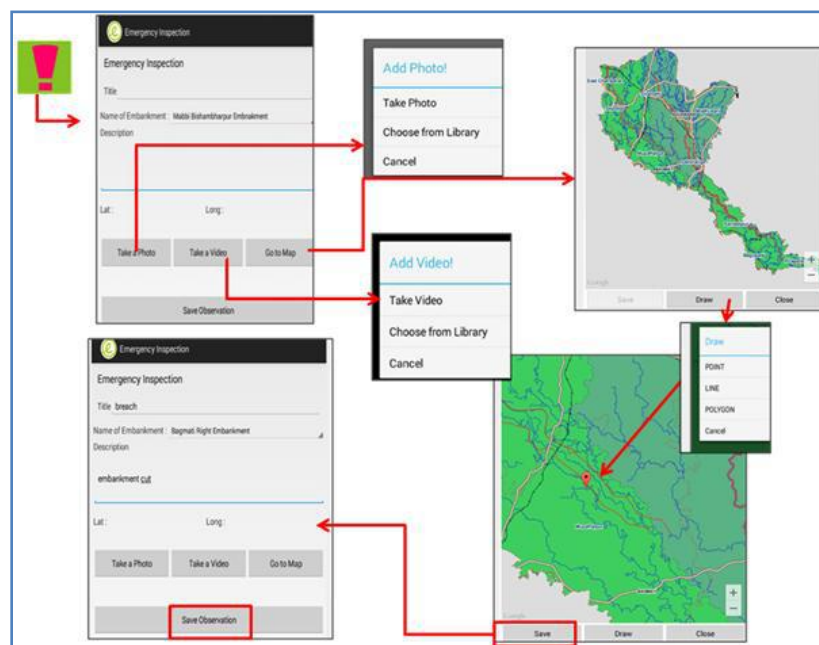 Emergency Inspection
Emergency Inspection
Title
Name of Embankment : Mabbi Bishambharpur Embnakment
Description
Lat :
Long :
Take a Photo
Take a Video
Go to Map
Save Observation
Add Photo!
Take Photo
Choose from Library
Cancel
Add Video!
Take Video
Choose from Library
Cancel
Save
Draw
Close
Draw
POINT
LINE
POLYGON
Cancel
Save
Draw
Close
Emergency Inspection
Emergency Inspection
Title breach
Name of Embankment : Bagmati Right Embankment
Description
embankment cut
Lat :
Long :
Take a Photo
Take a Video
Go to Map
Save Observation